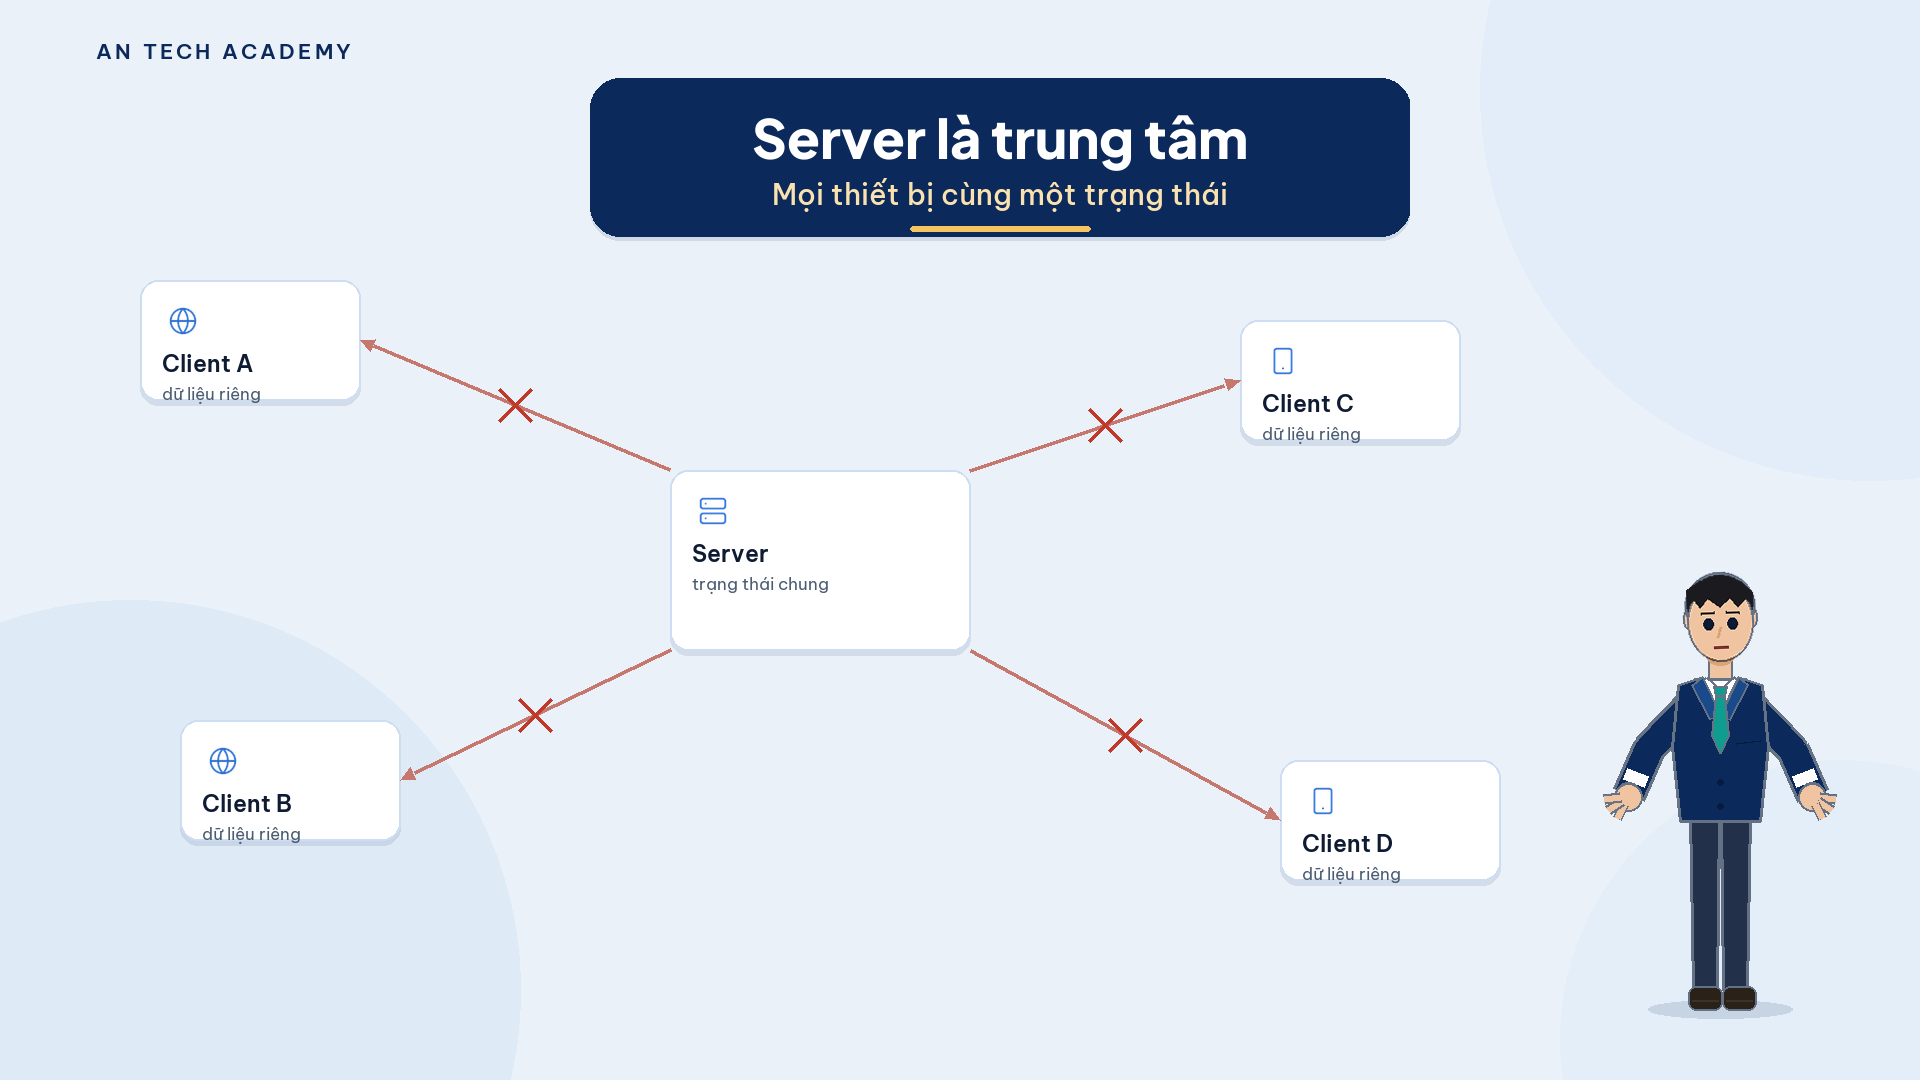 AN TECH ACADEMY
Server là trung tâm
Mọi thiết bị cùng một trạng thái
Client A
dữ liệu riêng
Client C
dữ liệu riêng
Server
trạng thái chung
Client B
dữ liệu riêng
Client D
dữ liệu riêng